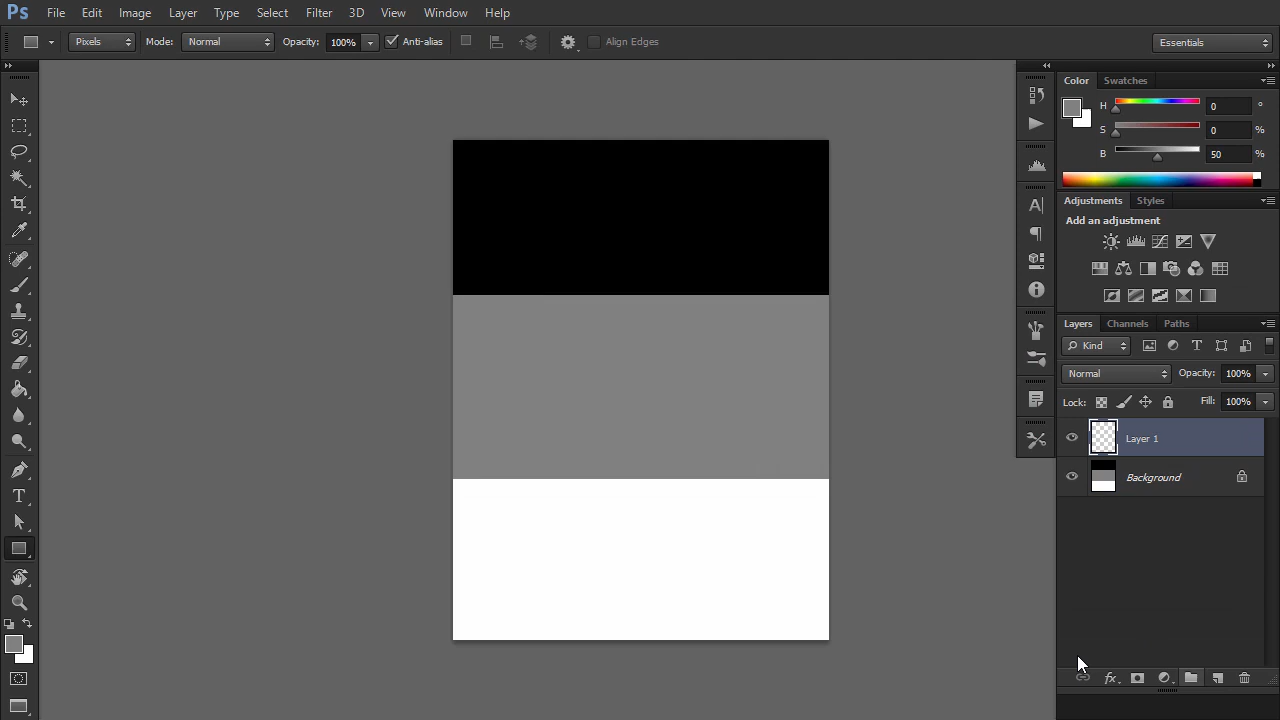 Ps File Edit Image Layer Type Select Filter 3D View Window Help
Pixels Mode: Normal Opacity: 100% Anti-alias Align Edges Essentials
Color Swatches
H 0 °
S 0 %
B 50 %
Adjustments Styles
Add an adjustment
Layers Channels Paths
Kind T
Normal Opacity: 100%
Lock: Fill: 100%
Layer 1
Background
fx
A
T